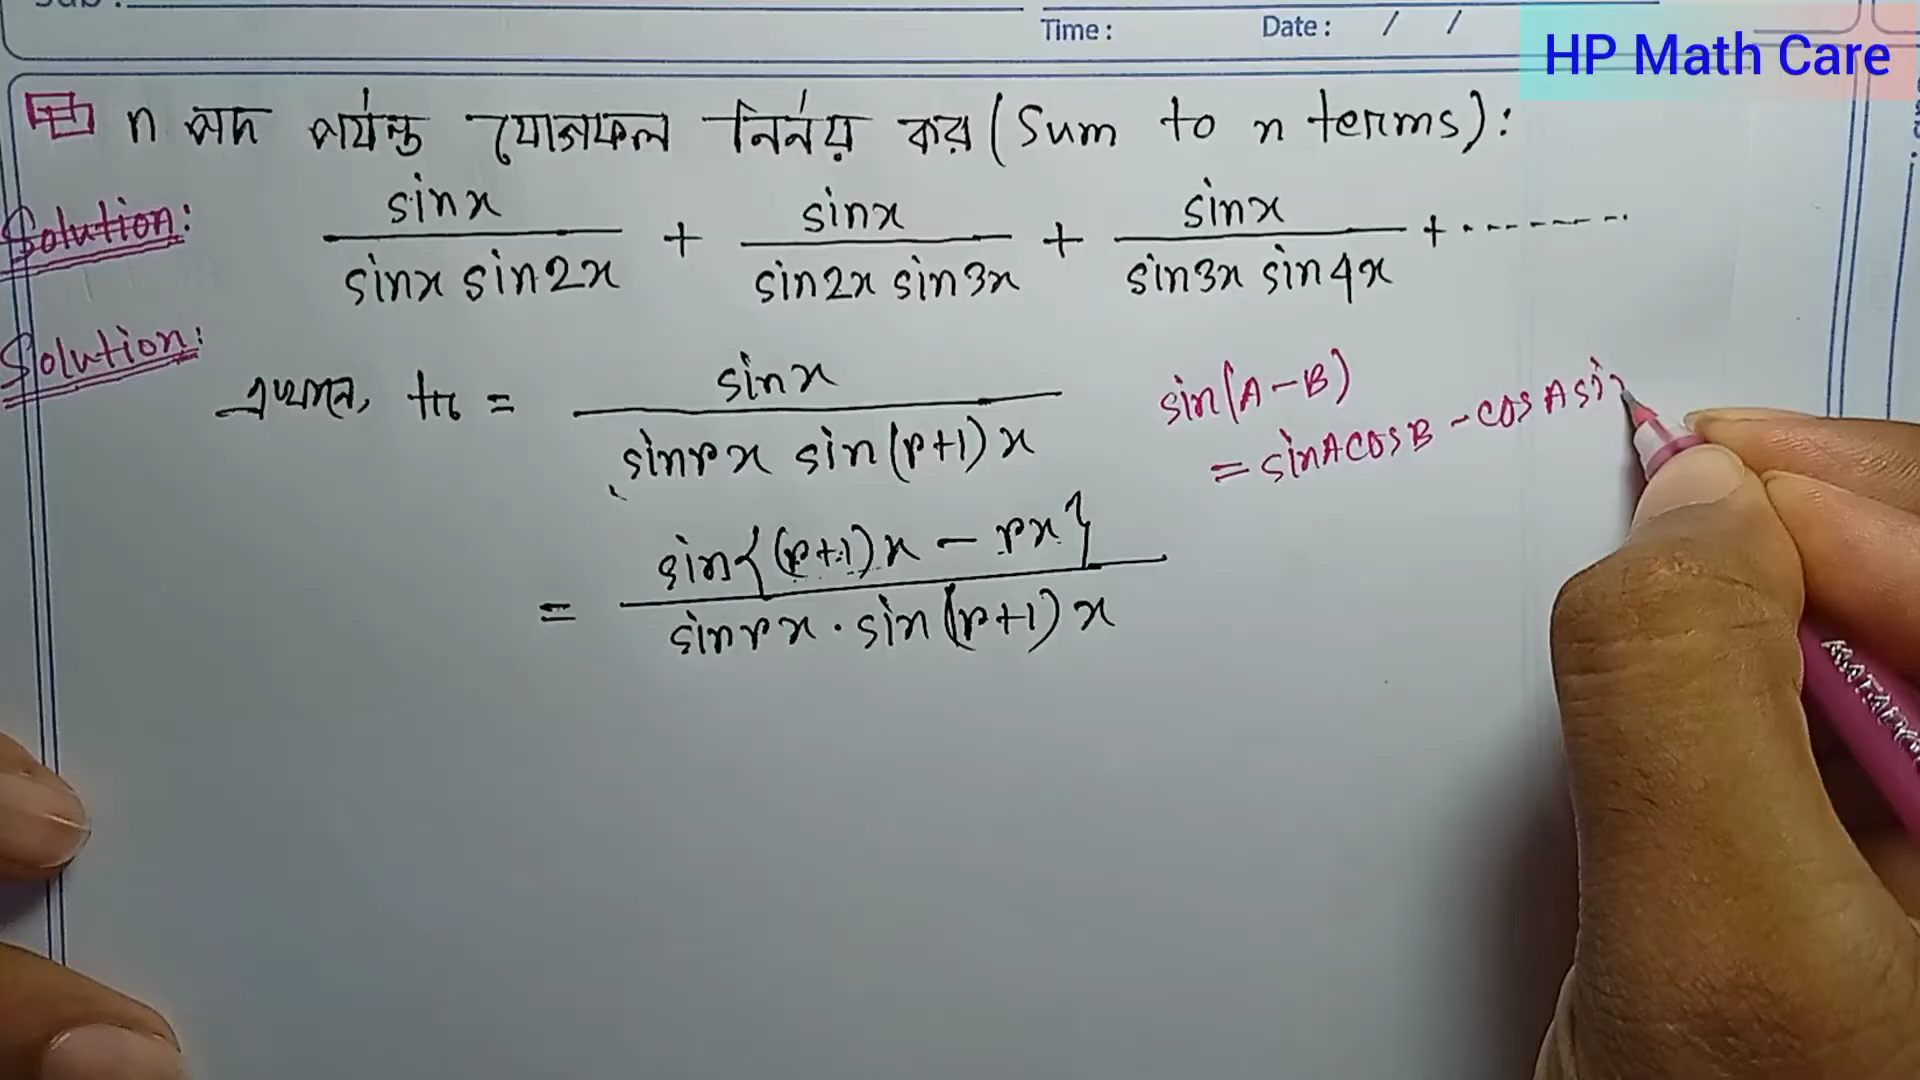 Time : Date : / /
HP Math Care
n পদ পর্যন্ত যোগফল নির্নয় কর (Sum to n terms):
Solution:
sinx/(sinx sin2x) + sinx/(sin2x sin3x) + sinx/(sin3x sin4x) + ........
Solution:
এখানে, tr = sinx/(sinrx sin(r+1)x)
sin(A-B)
= sinAcosB - cosAsi
= sin{(r+1)x - rx}/(sinrx · sin(r+1)x)